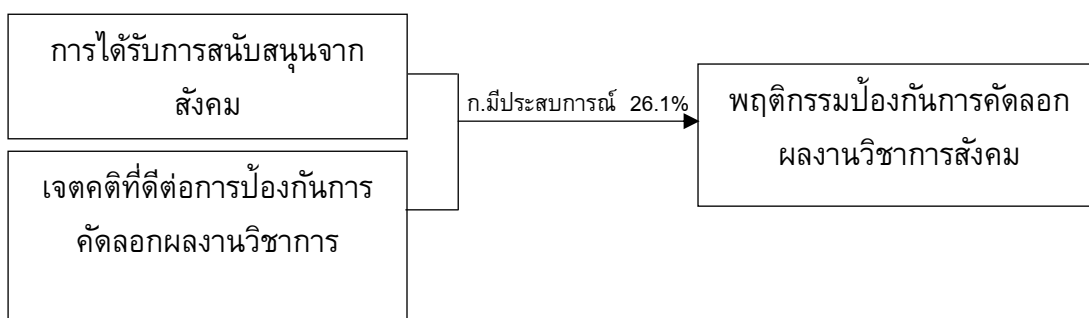 การได้รับการสนับสนุนจาก
สังคม
เจตคติที่ดีต่อการป้องกันการ
คัดลอกผลงานวิชาการ
ก.มีประสบการณ์ 26.1%
พฤติกรรมป้องกันการคัดลอก
ผลงานวิชาการสังคม